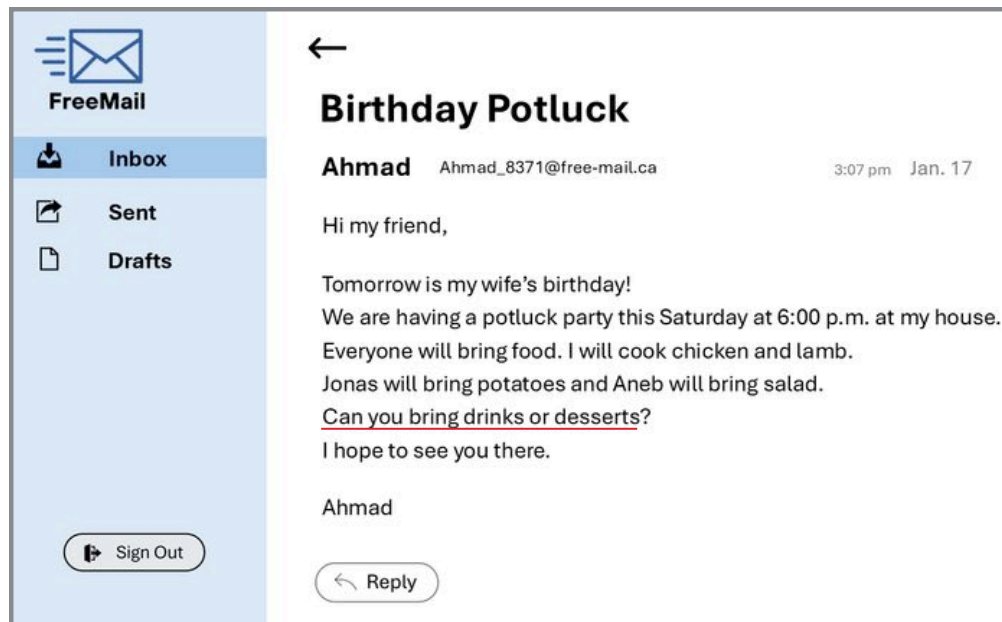 FreeMail
Inbox
Sent
Drafts
Sign Out
Birthday Potluck
Ahmad Ahmad_8371@free-mail.ca 3:07 pm Jan. 17
Hi my friend,
Tomorrow is my wife’s birthday!
We are having a potluck party this Saturday at 6:00 p.m. at my house.
Everyone will bring food. I will cook chicken and lamb.
Jonas will bring potatoes and Aneb will bring salad.
Can you bring drinks or desserts?
I hope to see you there.
Ahmad
Reply